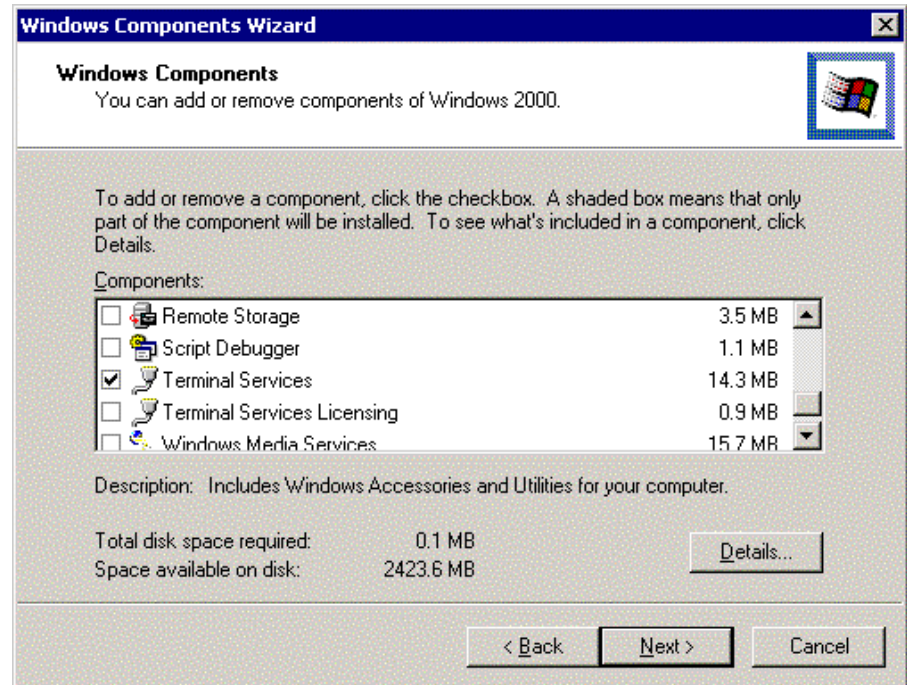 Windows Components Wizard
Windows Components
You can add or remove components of Windows 2000.
To add or remove a component, click the checkbox.  A shaded box means that only
part of the component will be installed.  To see what's included in a component, click
Details.
Components:
Remote Storage 3.5 MB
Script Debugger 1.1 MB
Terminal Services 14.3 MB
Terminal Services Licensing 0.9 MB
Windows Media Services 15.7 MB
Description:   Includes Windows Accessories and Utilities for your computer.
Total disk space required: 0.1 MB
Space available on disk: 2423.6 MB
Details...
< Back Next > Cancel